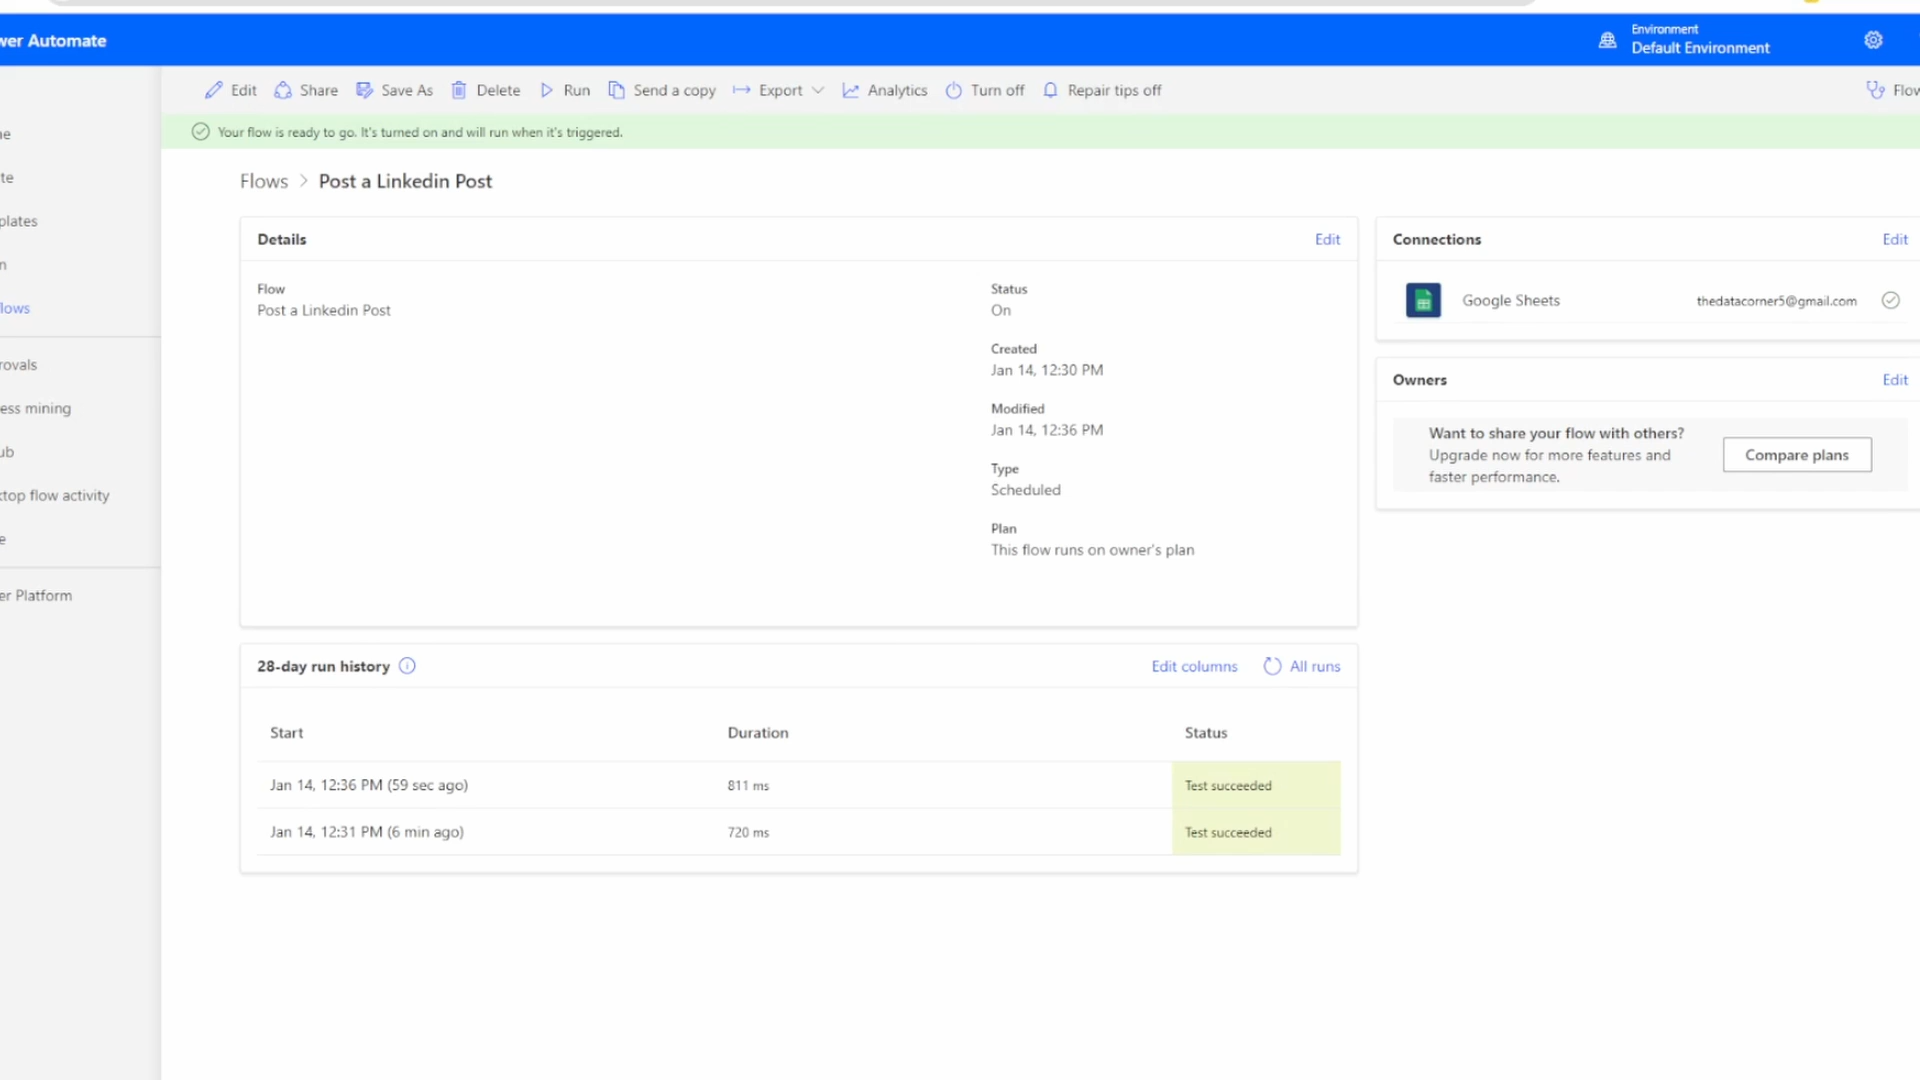 wer Automate
Environment
Default Environment
Edit
Share
Save As
Delete
Run
Send a copy
Export
Analytics
Turn off
Repair tips off
Flow
Your flow is ready to go. It's turned on and will run when it's triggered.
ne
te
plates
n
lows
rovals
ess mining
ub
ktop flow activity
e
er Platform
Flows > Post a Linkedin Post
Details
Edit
Flow
Post a Linkedin Post
Status
On
Created
Jan 14, 12:30 PM
Modified
Jan 14, 12:36 PM
Type
Scheduled
Plan
This flow runs on owner's plan
Connections
Edit
Google Sheets
thedatacorner5@gmail.com
Owners
Edit
Want to share your flow with others?
Upgrade now for more features and
faster performance.
Compare plans
28-day run history
Edit columns
All runs
Start
Duration
Status
Jan 14, 12:36 PM (59 sec ago)
811 ms
Test succeeded
Jan 14, 12:31 PM (6 min ago)
720 ms
Test succeeded